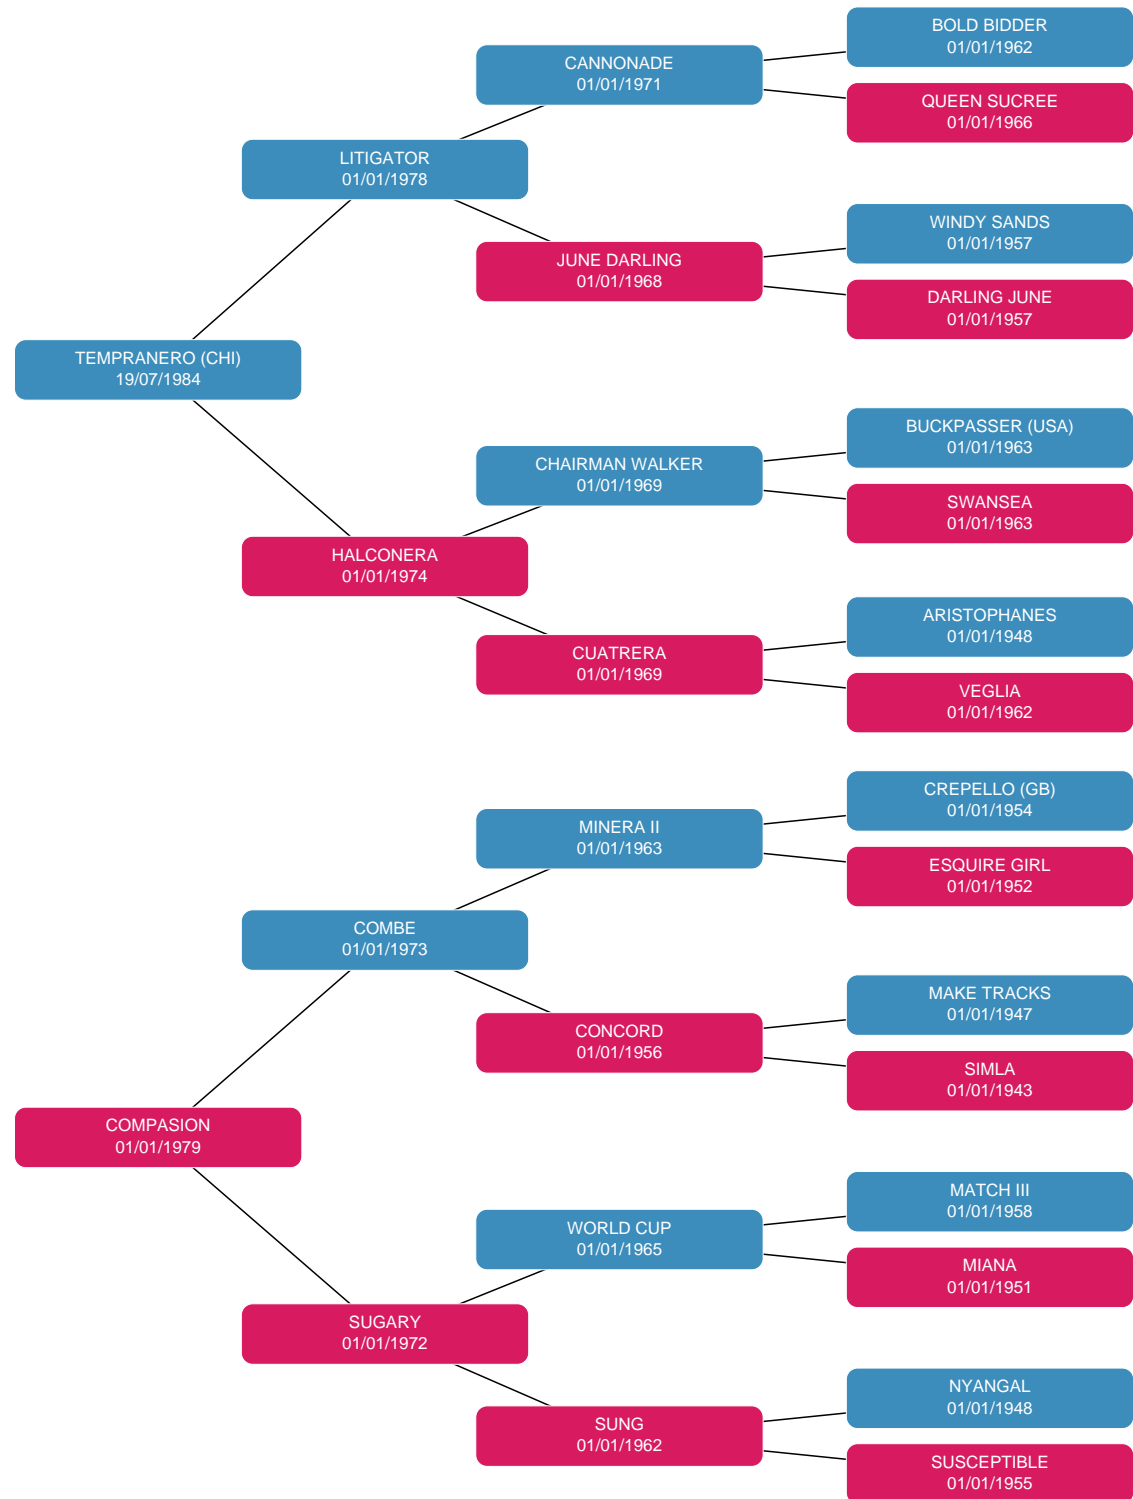 BOLD BIDDER
01/01/1962
CANNONADE
01/01/1971
QUEEN SUCREE
01/01/1966
LITIGATOR
01/01/1978
WINDY SANDS
01/01/1957
JUNE DARLING
01/01/1968
DARLING JUNE
01/01/1957
TEMPRANERO (CHI)
19/07/1984
BUCKPASSER (USA)
01/01/1963
CHAIRMAN WALKER
01/01/1969
SWANSEA
01/01/1963
HALCONERA
01/01/1974
ARISTOPHANES
01/01/1948
CUATRERA
01/01/1969
VEGLIA
01/01/1962
CREPELLO (GB)
01/01/1954
MINERA II
01/01/1963
ESQUIRE GIRL
01/01/1952
COMBE
01/01/1973
MAKE TRACKS
01/01/1947
CONCORD
01/01/1956
SIMLA
01/01/1943
COMPASION
01/01/1979
MATCH III
01/01/1958
WORLD CUP
01/01/1965
MIANA
01/01/1951
SUGARY
01/01/1972
NYANGAL
01/01/1948
SUNG
01/01/1962
SUSCEPTIBLE
01/01/1955